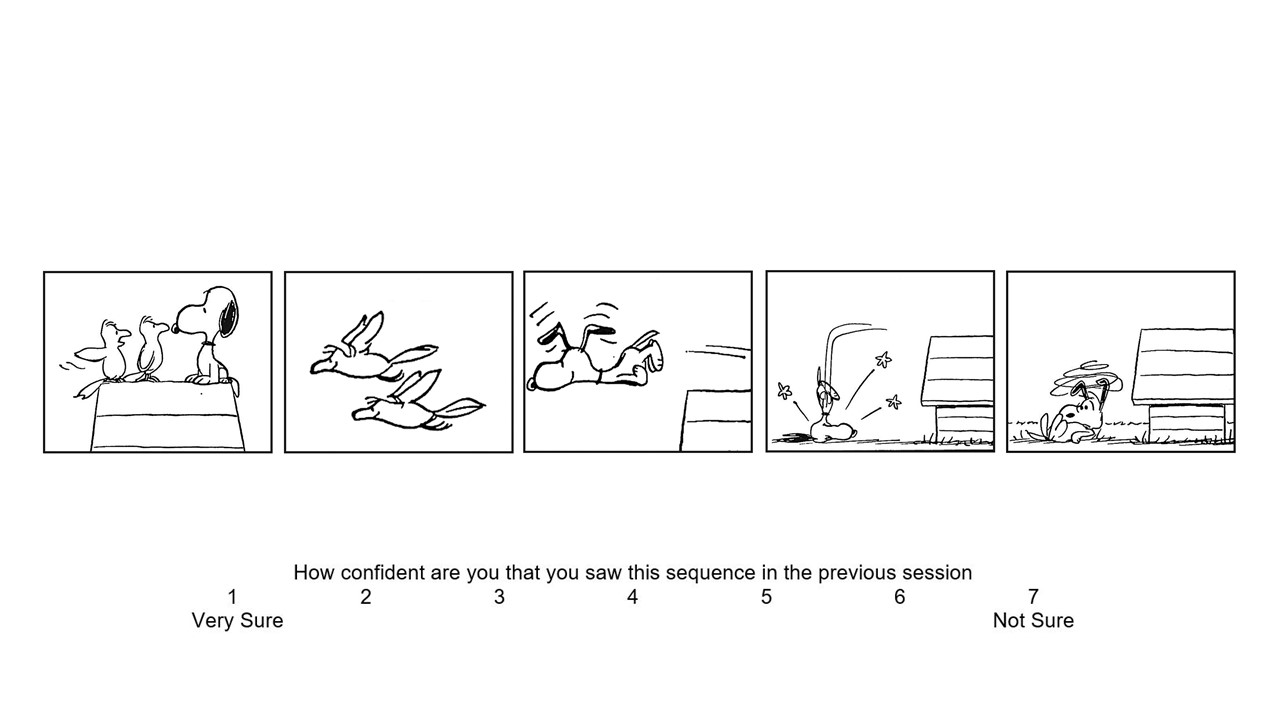 How confident are you that you saw this sequence in the previous session
1 2 3 4 5 6 7
Very Sure Not Sure